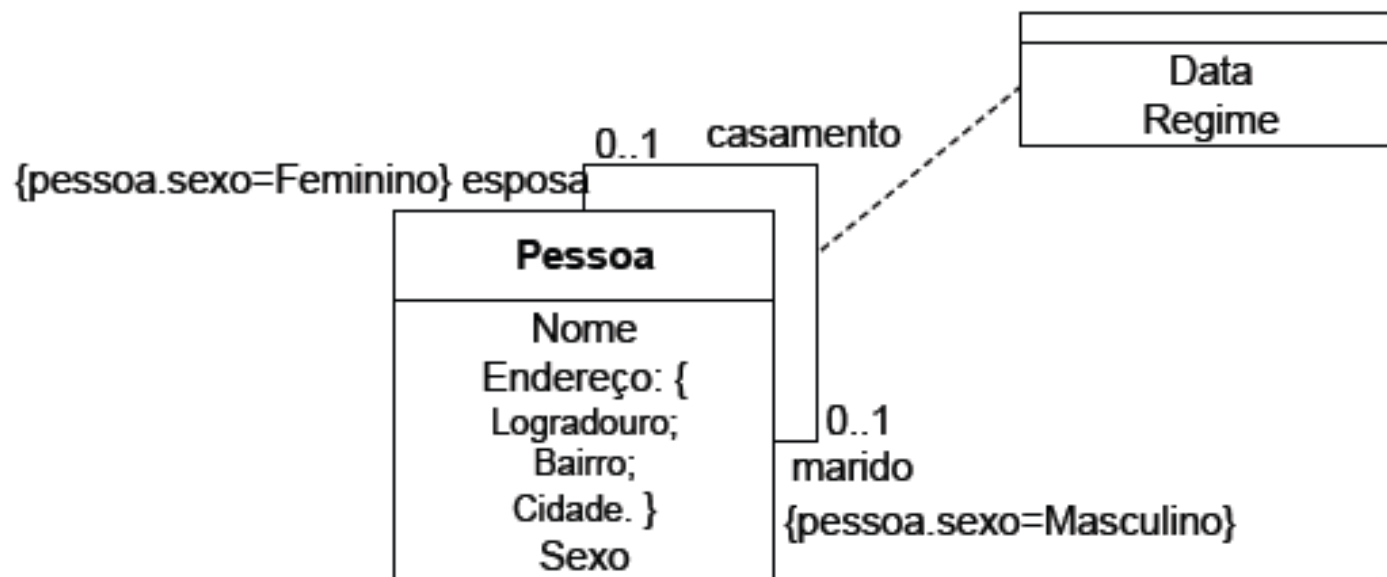 Data
Regime
0..1 casamento
{pessoa.sexo=Feminino} esposa
Pessoa
Nome
Endereço: {
Logradouro;
Bairro;
Cidade. }
Sexo
0..1
marido
{pessoa.sexo=Masculino}